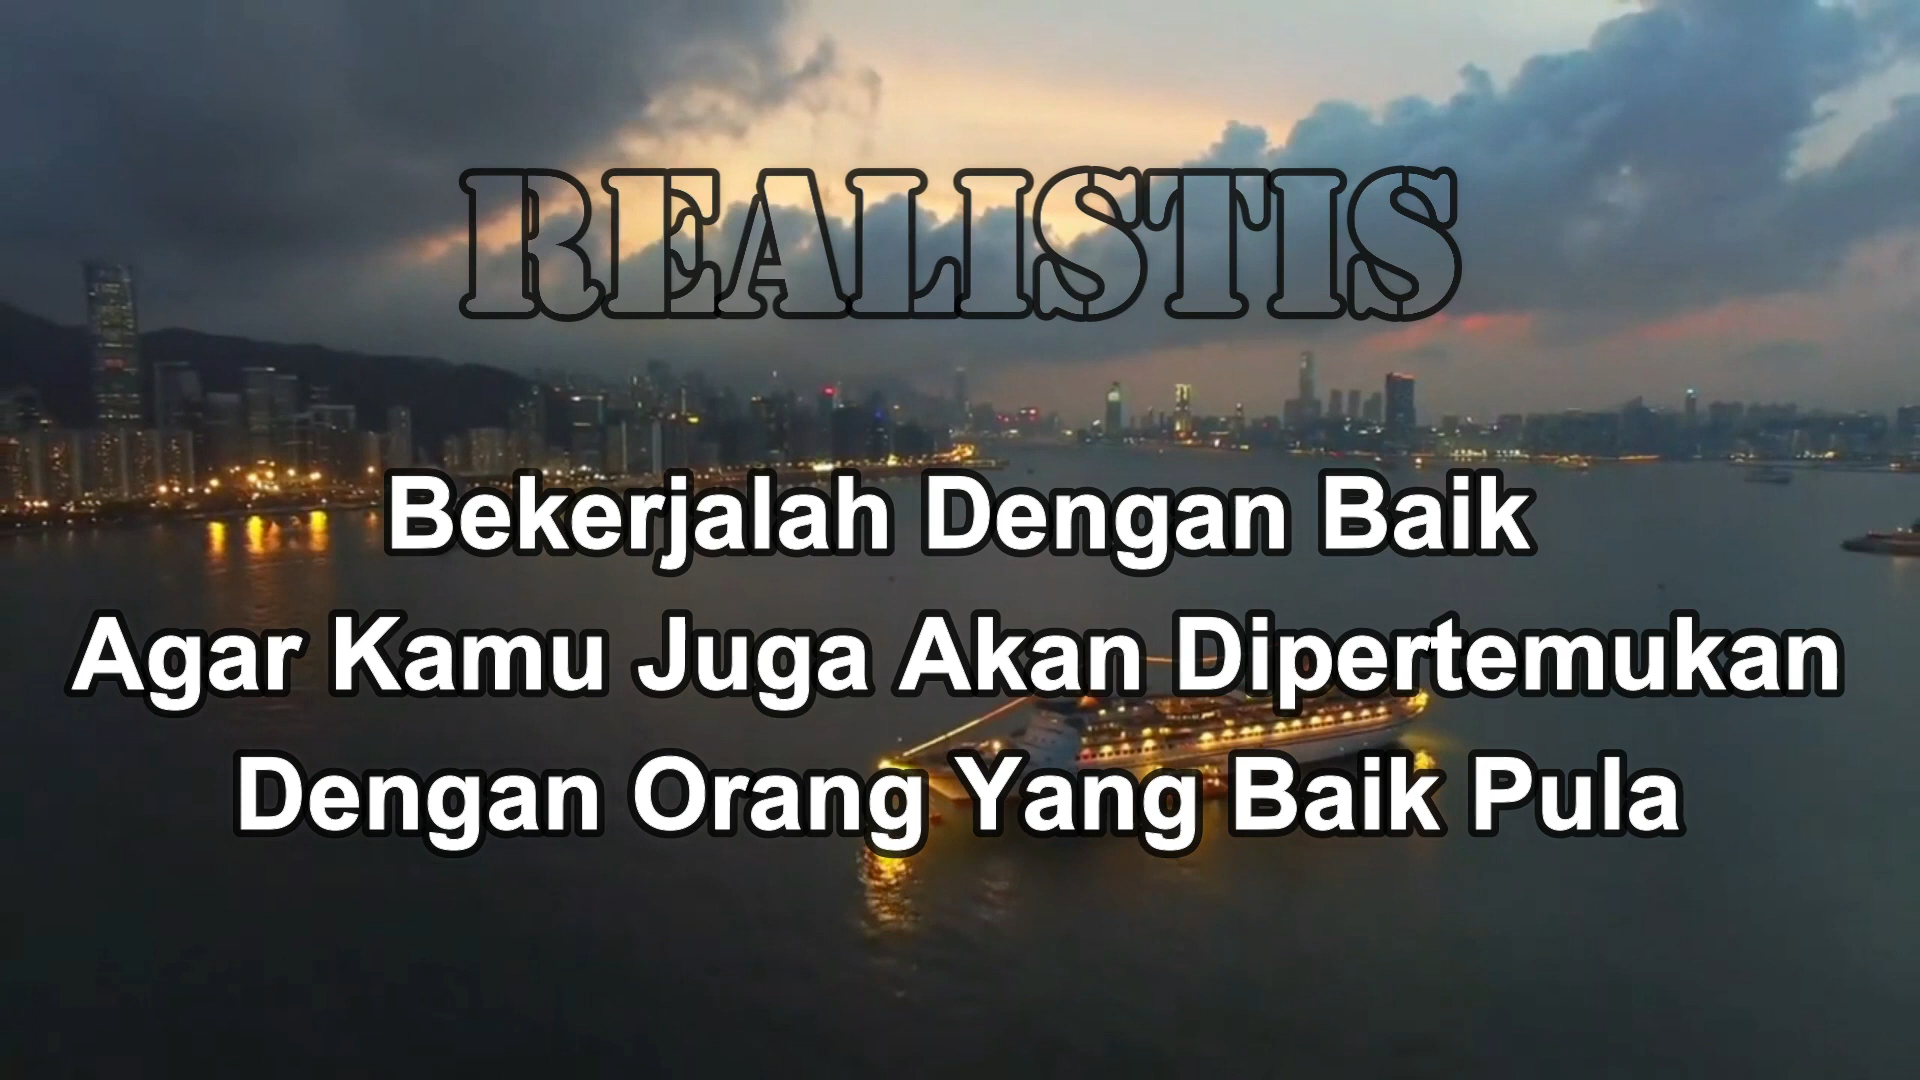 REALISTIS
Bekerjalah Dengan Baik
Agar Kamu Juga Akan Dipertemukan
Dengan Orang Yang Baik Pula